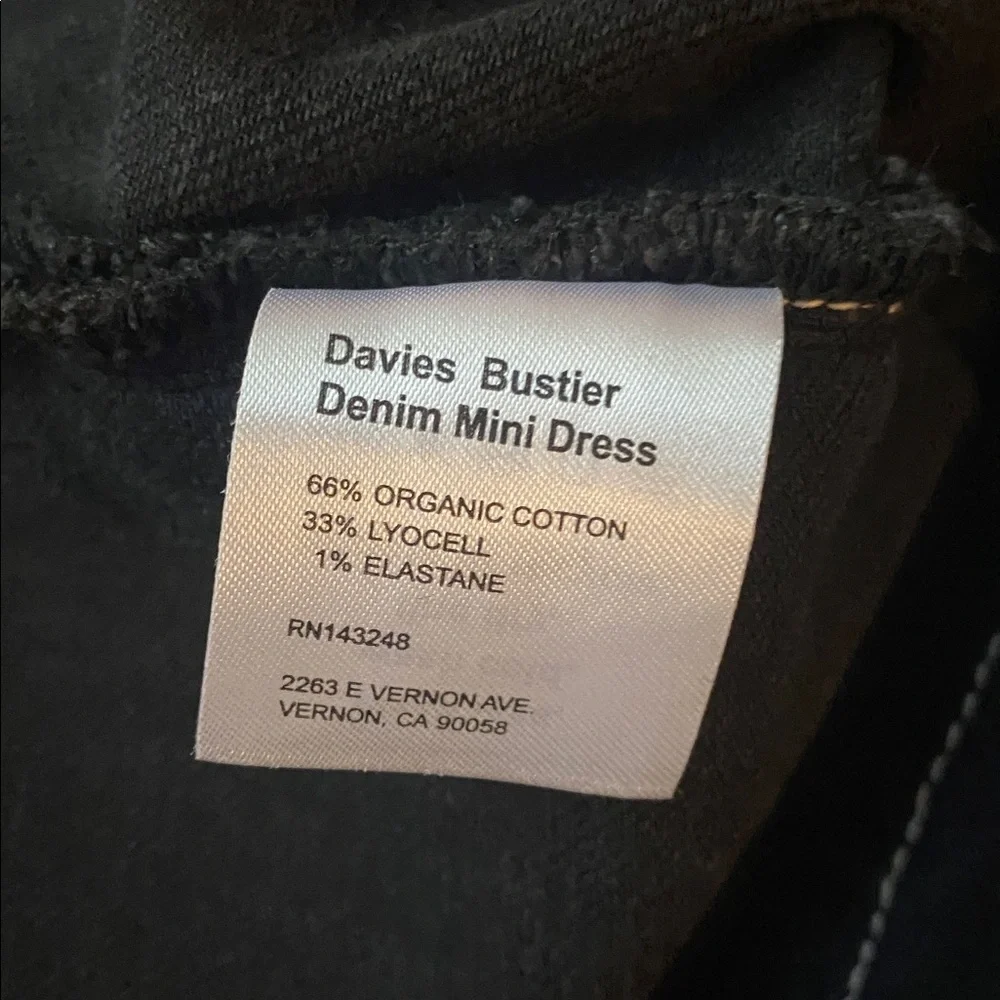 Davies Bustier
Denim Mini Dress
66% ORGANIC COTTON
33% LYOCELL
1% ELASTANE
RN143248
2263 E VERNON AVE.
VERNON, CA 90058